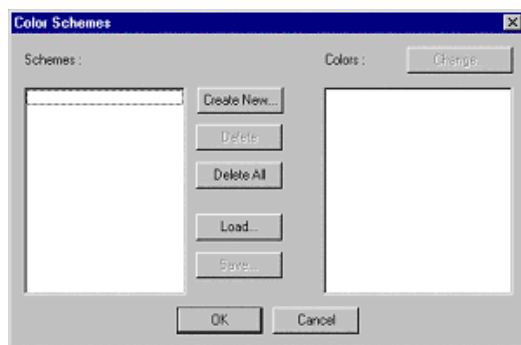 Color Schemes
Schemes :
Colors :
Change...
Create New...
Delete
Delete All
Load...
Save...
OK
Cancel